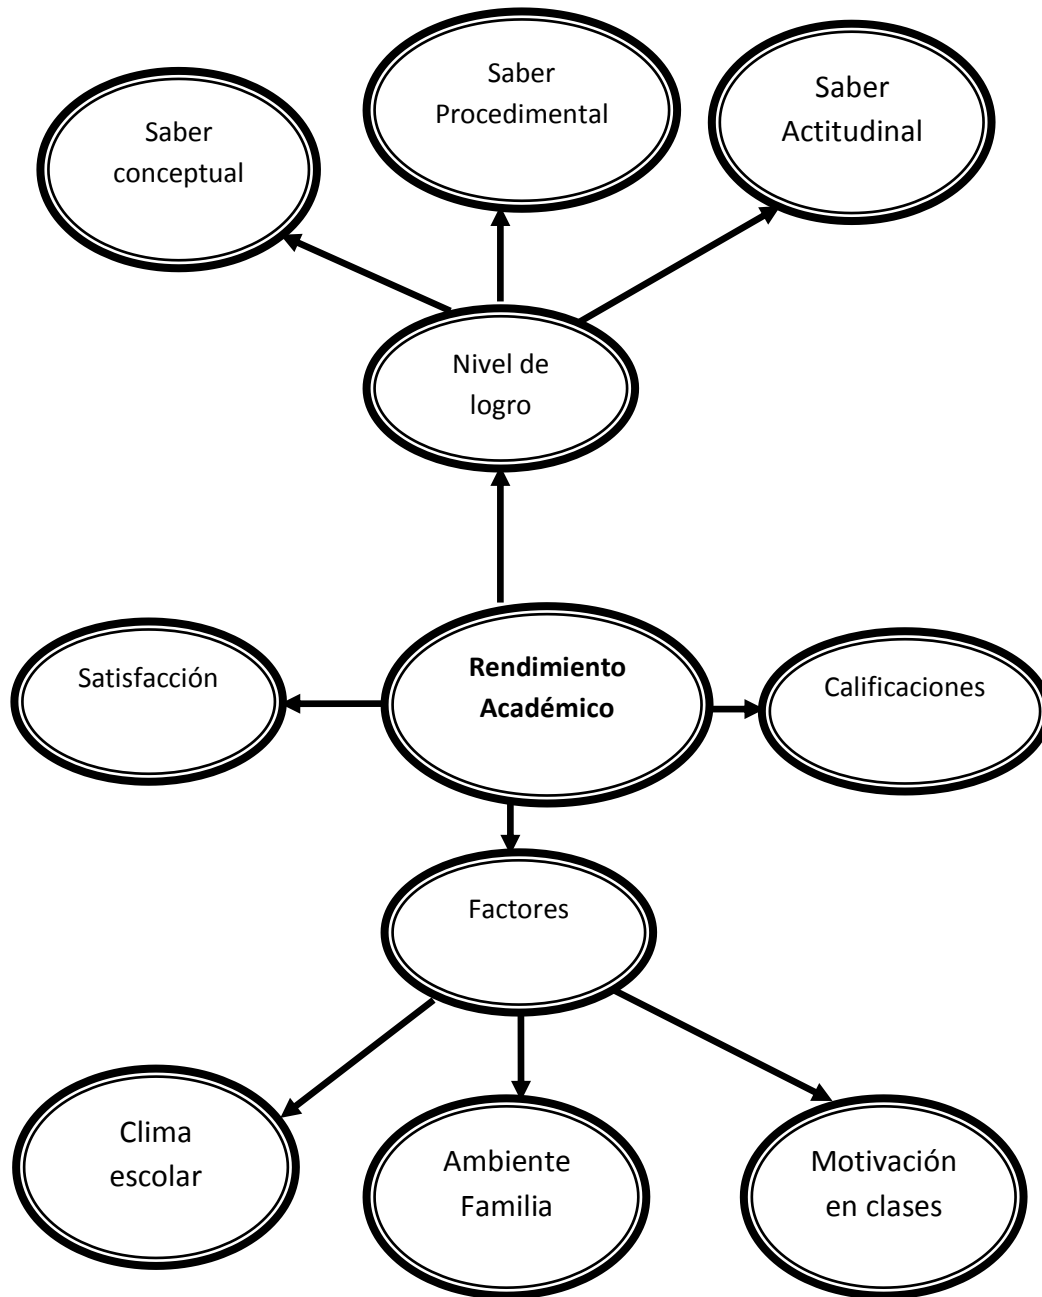 Saber
conceptual
Saber
Procedimental
Saber
Actitudinal
Nivel de
logro
Satisfacción
Rendimiento
Académico
Calificaciones
Factores
Clima
escolar
Ambiente
Familia
Motivación
en clases